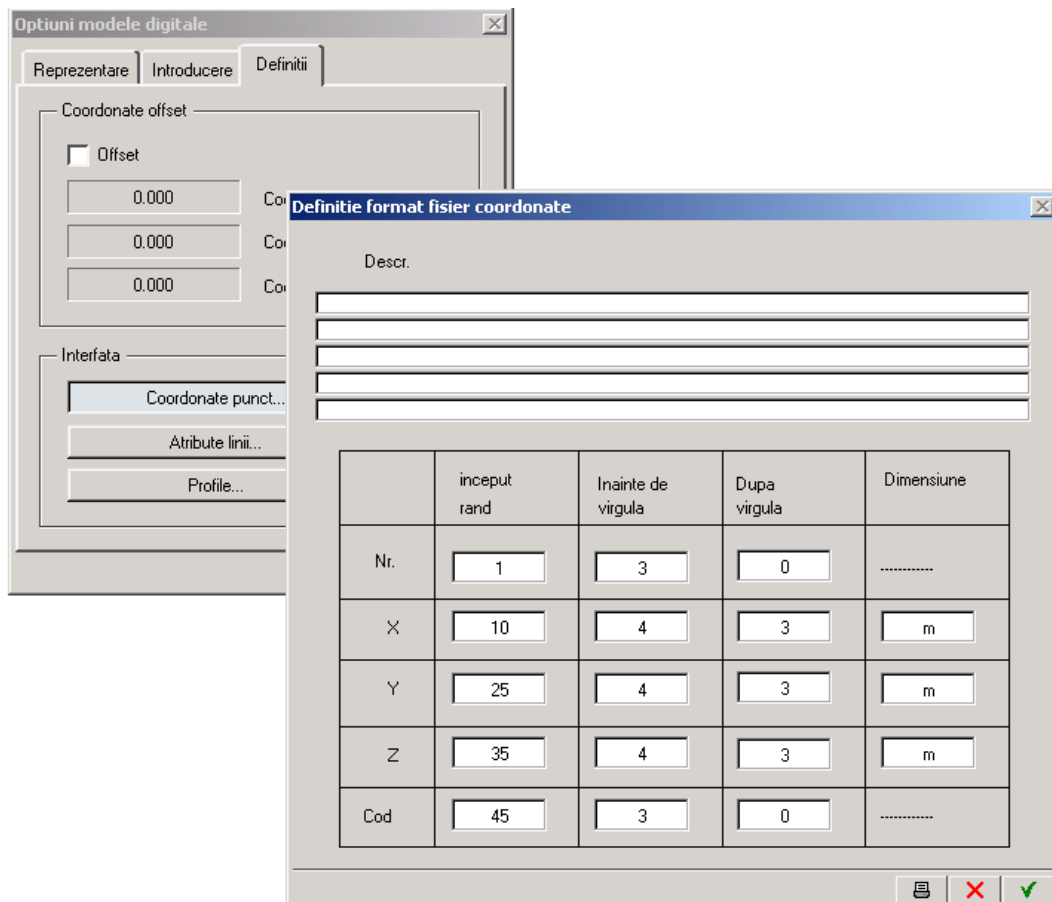 Optiuni modele digitale
Reprezentare Introducere Definitii
Coordonate offset
Offset
0.000
0.000
0.000
Interfata
Coordonate punct...
Atribute linii...
Profile...
Definitie format fisier coordonate
Descr.
inceput rand Inainte de virgula Dupa virgula Dimensiune
Nr. 1 3 0 ------------
X 10 4 3 m
Y 25 4 3 m
Z 35 4 3 m
Cod 45 3 0 ------------